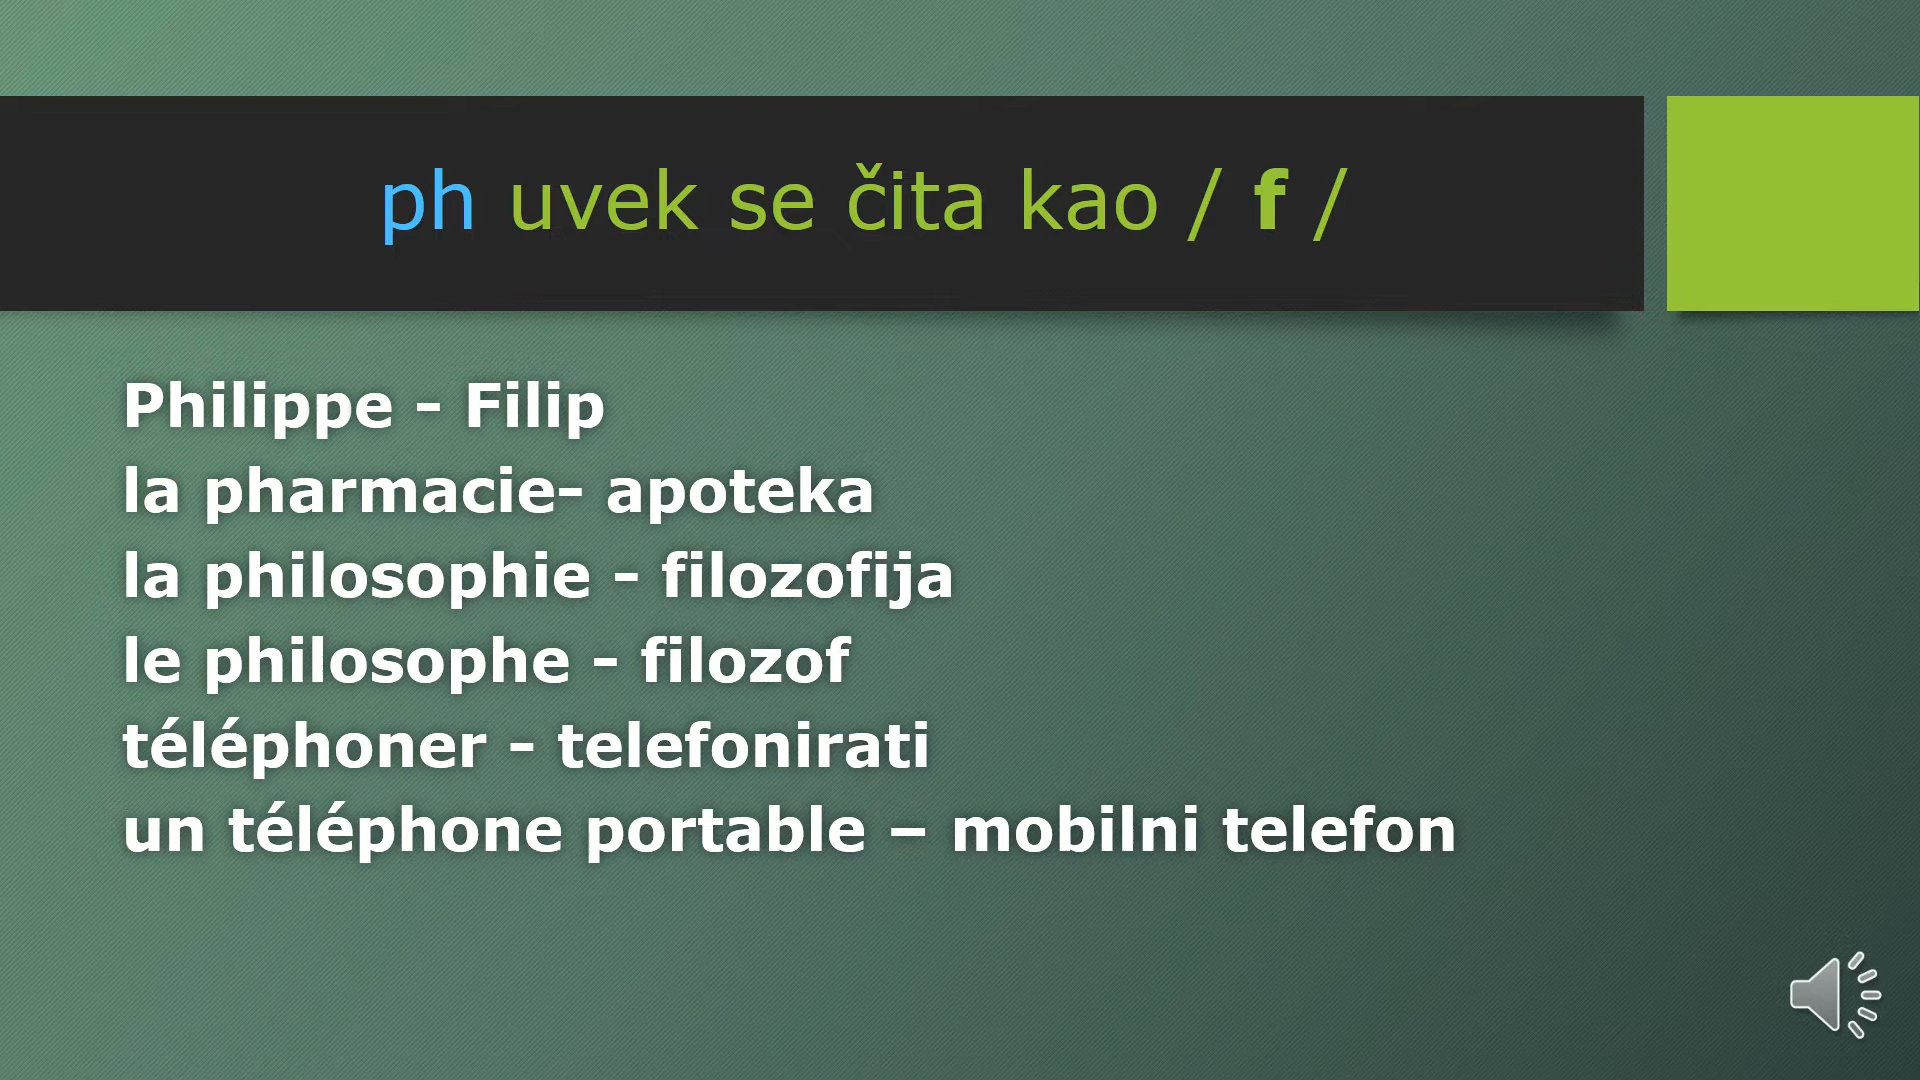 ph uvek se čita kao / f /
Philippe - Filip
la pharmacie- apoteka
la philosophie - filozofija
le philosophe - filozof
téléphoner - telefonirati
un téléphone portable – mobilni telefon